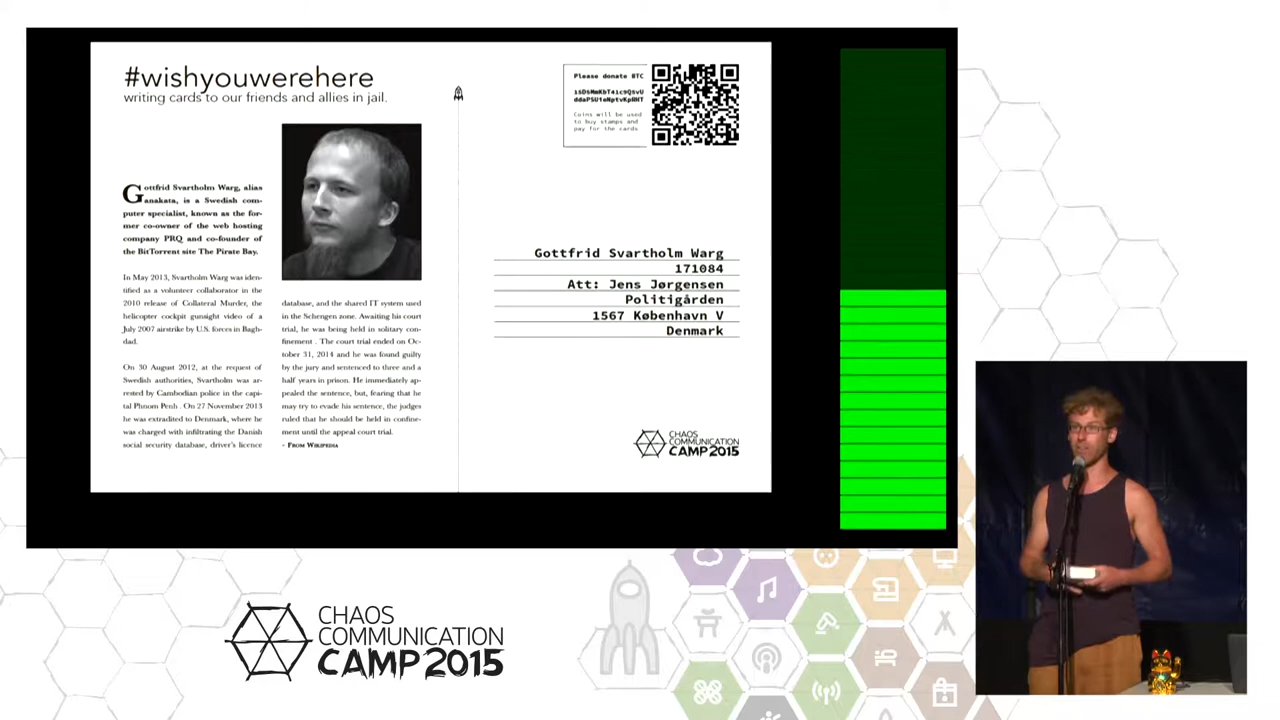 #wishyouwerehere
writing cards to our friends and allies in jail.
Gottfrid Svartholm Warg, alias
anakata, is a Swedish com-
puter specialist, known as the for-
mer co-owner of the web hosting
company PRQ and co-founder of
the BitTorrent site The Pirate Bay.
In May 2013, Svartholm Warg was iden-
tified as a volunteer collaborator in the
2010 release of Collateral Murder, the
helicopter cockpit gunsight video of a
July 2007 airstrike by U.S. forces in Bagh-
dad.
On 30 August 2012, at the request of
Swedish authorities, Svartholm was ar-
rested by Cambodian police in the capi-
tal Phnom Penh . On 27 November 2013
he was extradited to Denmark, where he
was charged with infiltrating the Danish
social security database, driver's licence
database, and the shared IT system used
in the Schengen zone. Awaiting his court
trial, he was being held in solitary con-
finement . The court trial ended on Oc-
tober 31, 2014 and he was found guilty
by the jury and sentenced to three and a
half years in prison. He immediately ap-
pealed the sentence, but, fearing that he
may try to evade his sentence, the judges
ruled that he should be held in confine-
ment until the appeal court trial.
- From Wikipedia
Please donate BTC
Coins will be used
to buy stamps and
pay for the cards
Gottfrid Svartholm Warg
171084
Att: Jens Jørgensen
Politigården
1567 København V
Denmark
CHAOS
COMMUNICATION
CAMP 2015
CHAOS
COMMUNICATION
CAMP 2015